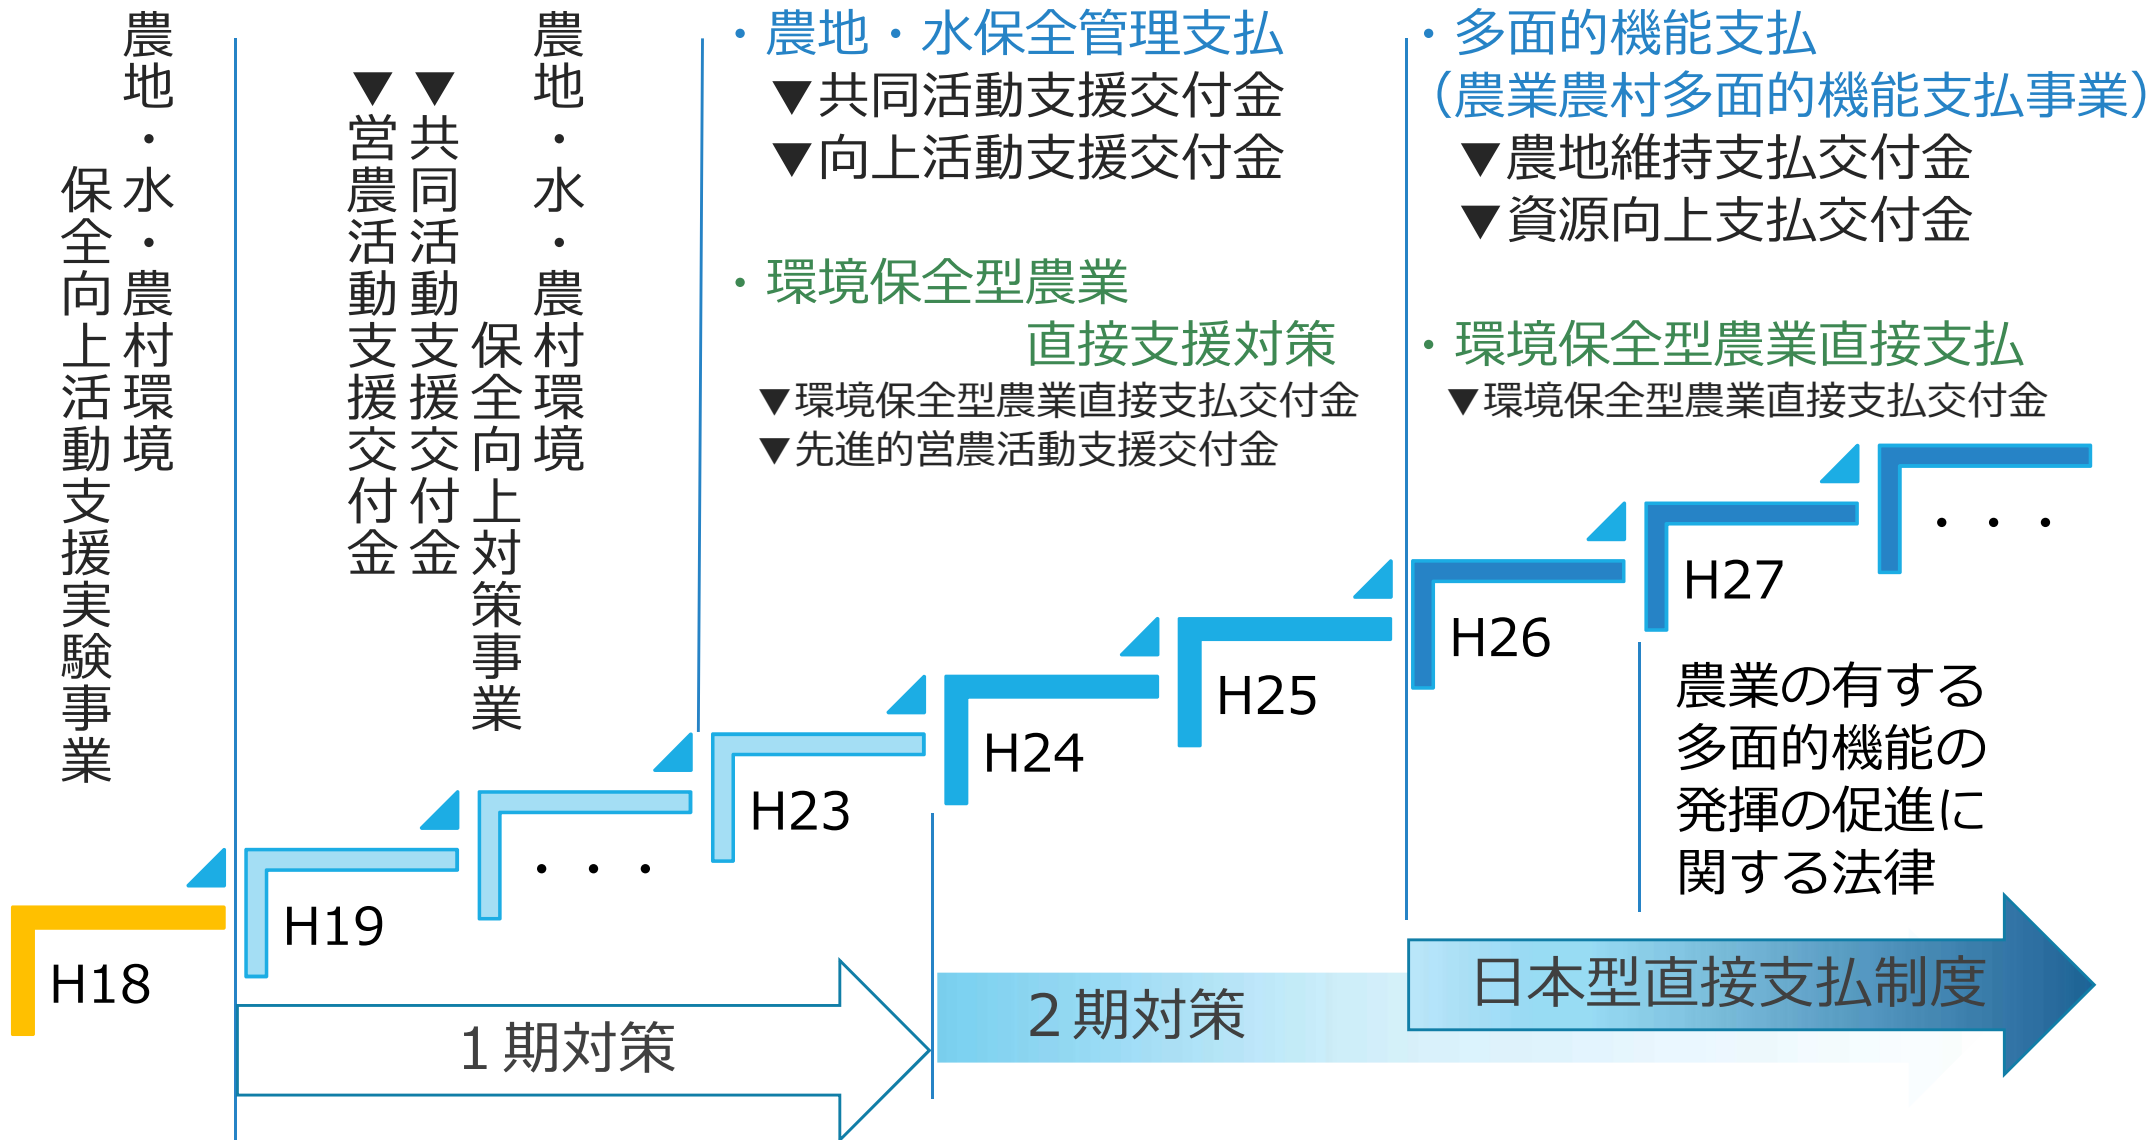 農地・水・農村環境
保全向上活動支援実験事業
農地・水・農村環境
保全向上対策事業
▼共同活動支援交付金
▼営農活動支援交付金
・農地・水保全管理支払
▼共同活動支援交付金
▼向上活動支援交付金
・環境保全型農業
直接支援対策
▼環境保全型農業直接支払交付金
▼先進的営農活動支援交付金
・多面的機能支払
（農業農村多面的機能支払事業）
▼農地維持支払交付金
▼資源向上支払交付金
・環境保全型農業直接支払
▼環境保全型農業直接支払交付金
H18
H19
・・・
H23
H24
H25
H26
H27
・・・
農業の有する
多面的機能の
発揮の促進に
関する法律
１期対策
２期対策
日本型直接支払制度